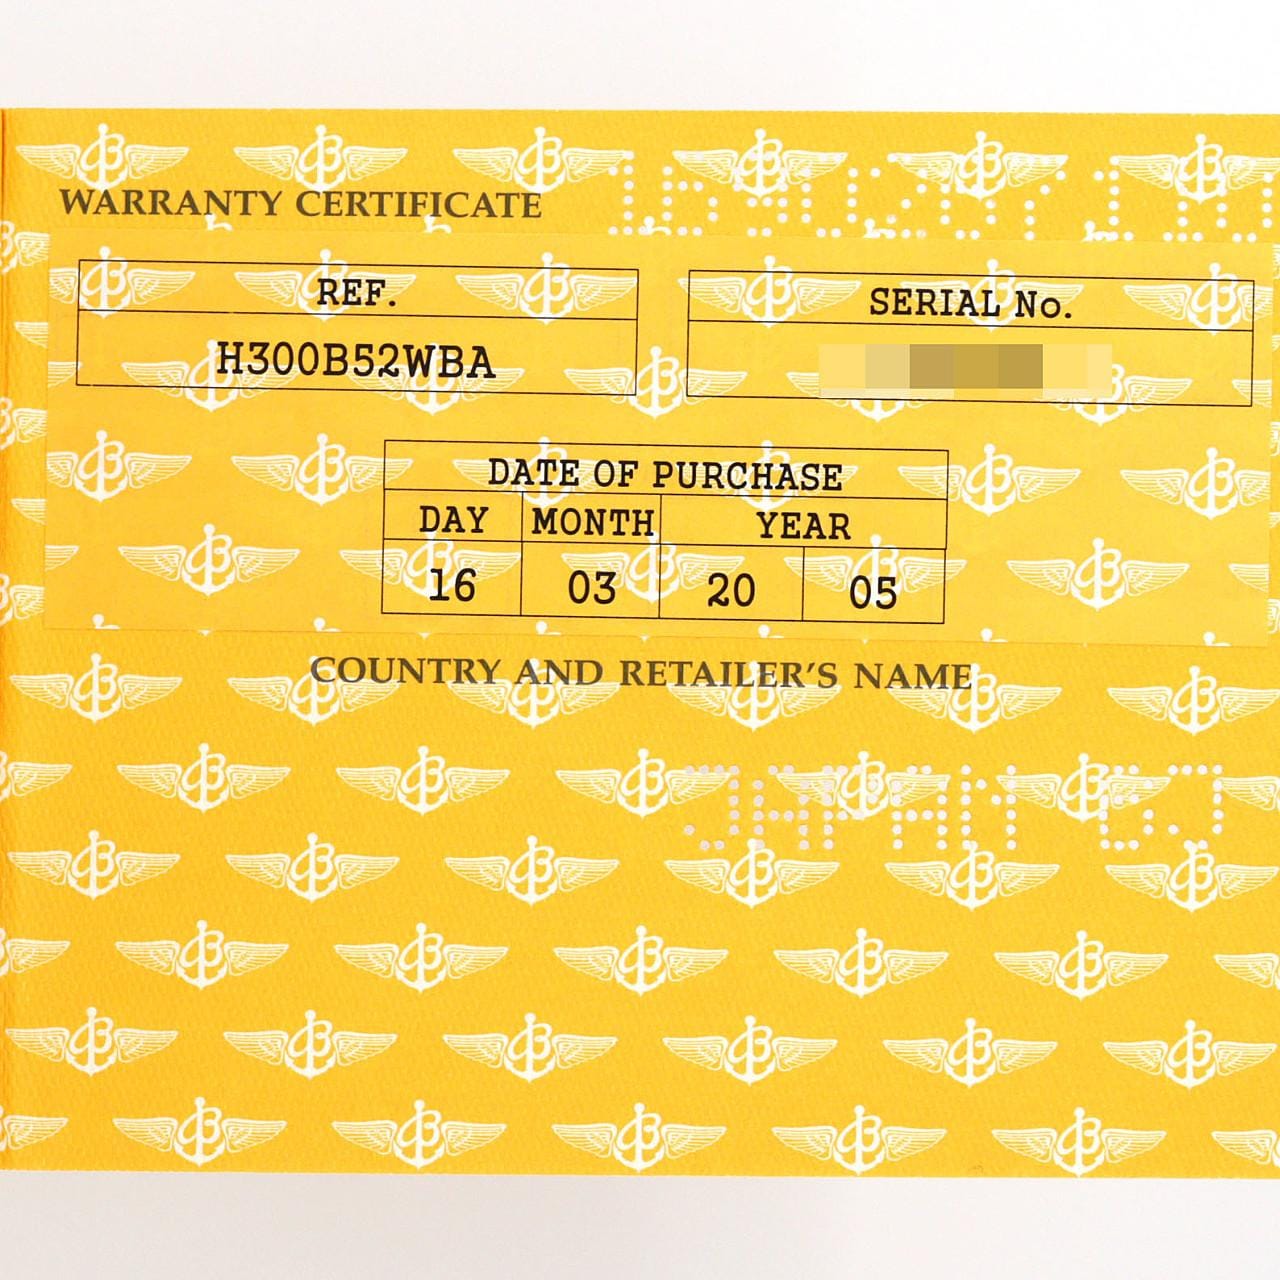 WARRANTY CERTIFICATE
REF.
H300B52WBA
SERIAL No.
DATE OF PURCHASE
DAY MONTH YEAR
16 03 20 05
COUNTRY AND RETAILER'S NAME
JAPAN